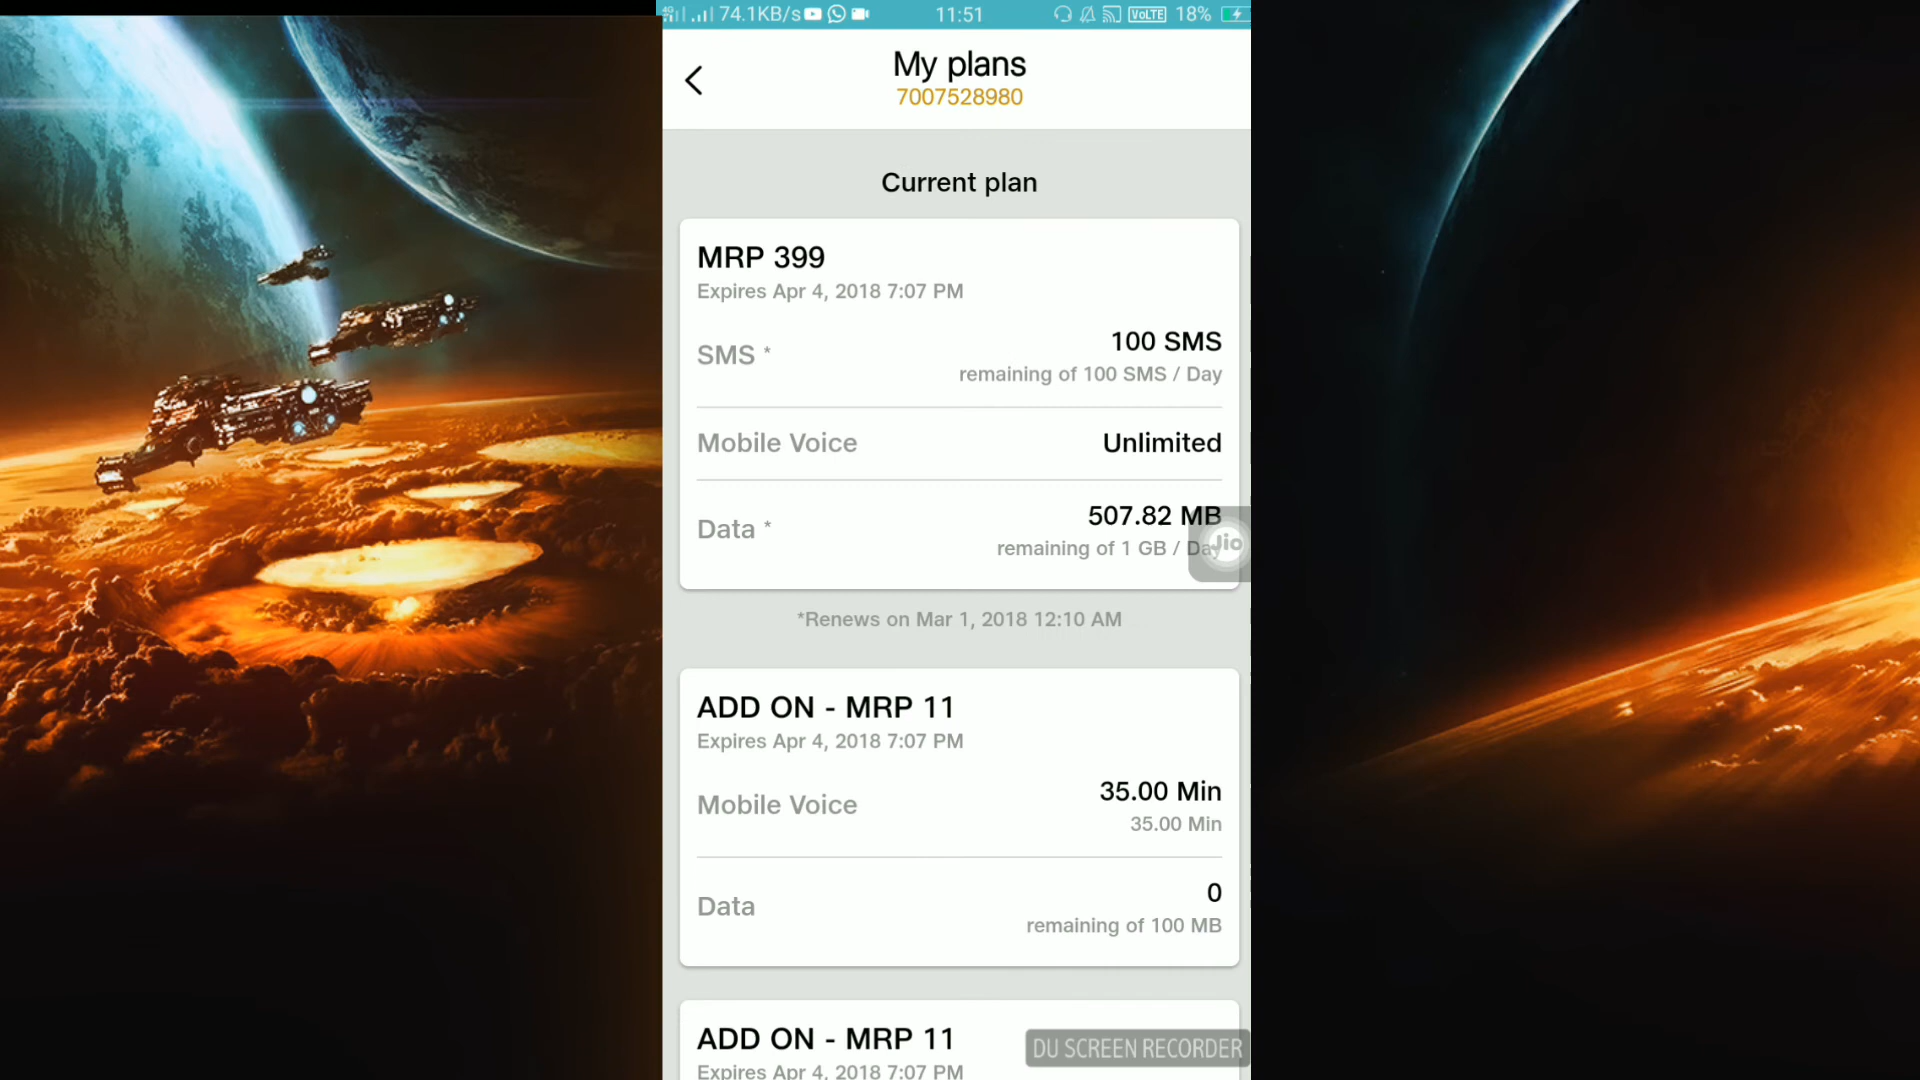 4G 74.1KB/s 11:51 VoLTE 18%
My plans
7007528980
Current plan
MRP 399
Expires Apr 4, 2018 7:07 PM
SMS *
100 SMS
remaining of 100 SMS / Day
Mobile Voice
Unlimited
Data *
507.82 MB
remaining of 1 GB / Day
Jio
*Renews on Mar 1, 2018 12:10 AM
ADD ON - MRP 11
Expires Apr 4, 2018 7:07 PM
Mobile Voice
35.00 Min
35.00 Min
Data
0
remaining of 100 MB
ADD ON - MRP 11
Expires Apr 4, 2018 7:07 PM
DU SCREEN RECORDER